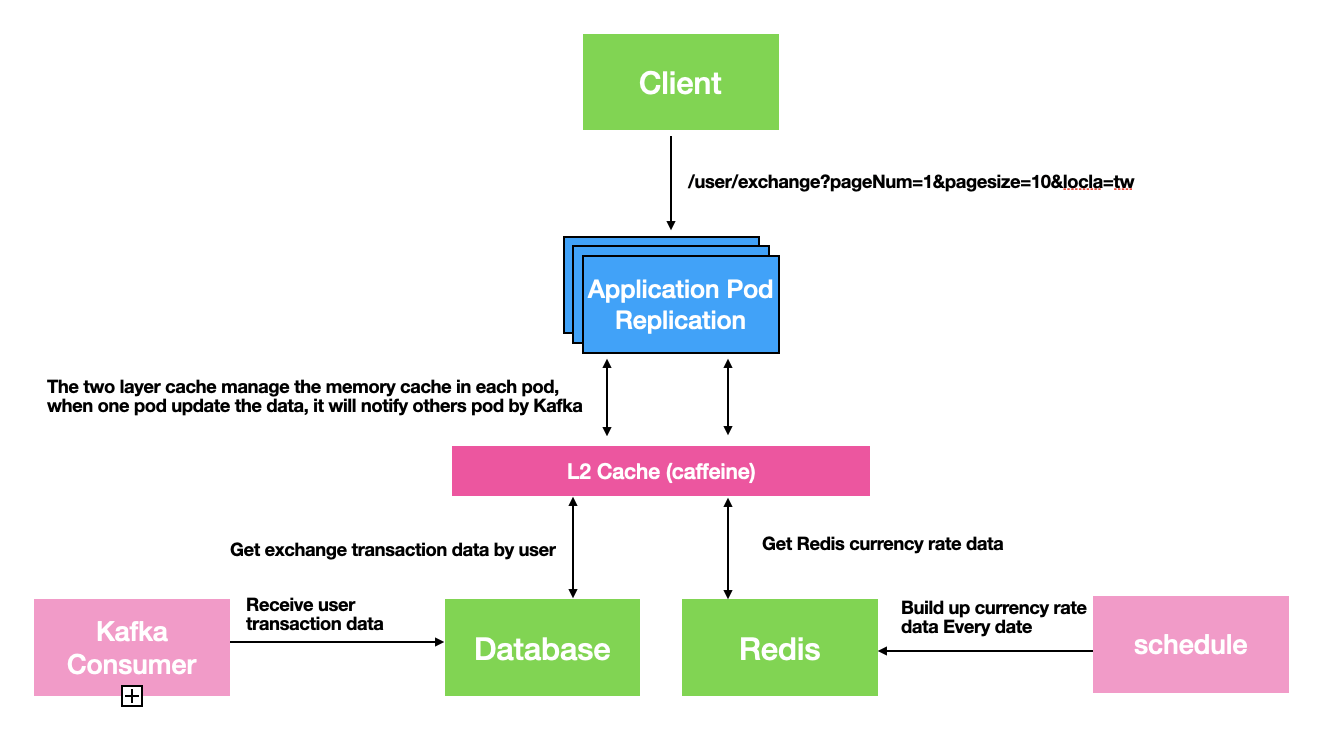 Client
/user/exchange?pageNum=1&pagesize=10&locla=tw
Application Pod
Replication
The two layer cache manage the memory cache in each pod,
when one pod update the data, it will notify others pod by Kafka
L2 Cache (caffeine)
Get exchange transaction data by user
Get Redis currency rate data
Kafka
Consumer
Receive user
transaction data
Database
Redis
Build up currency rate
data Every date
schedule